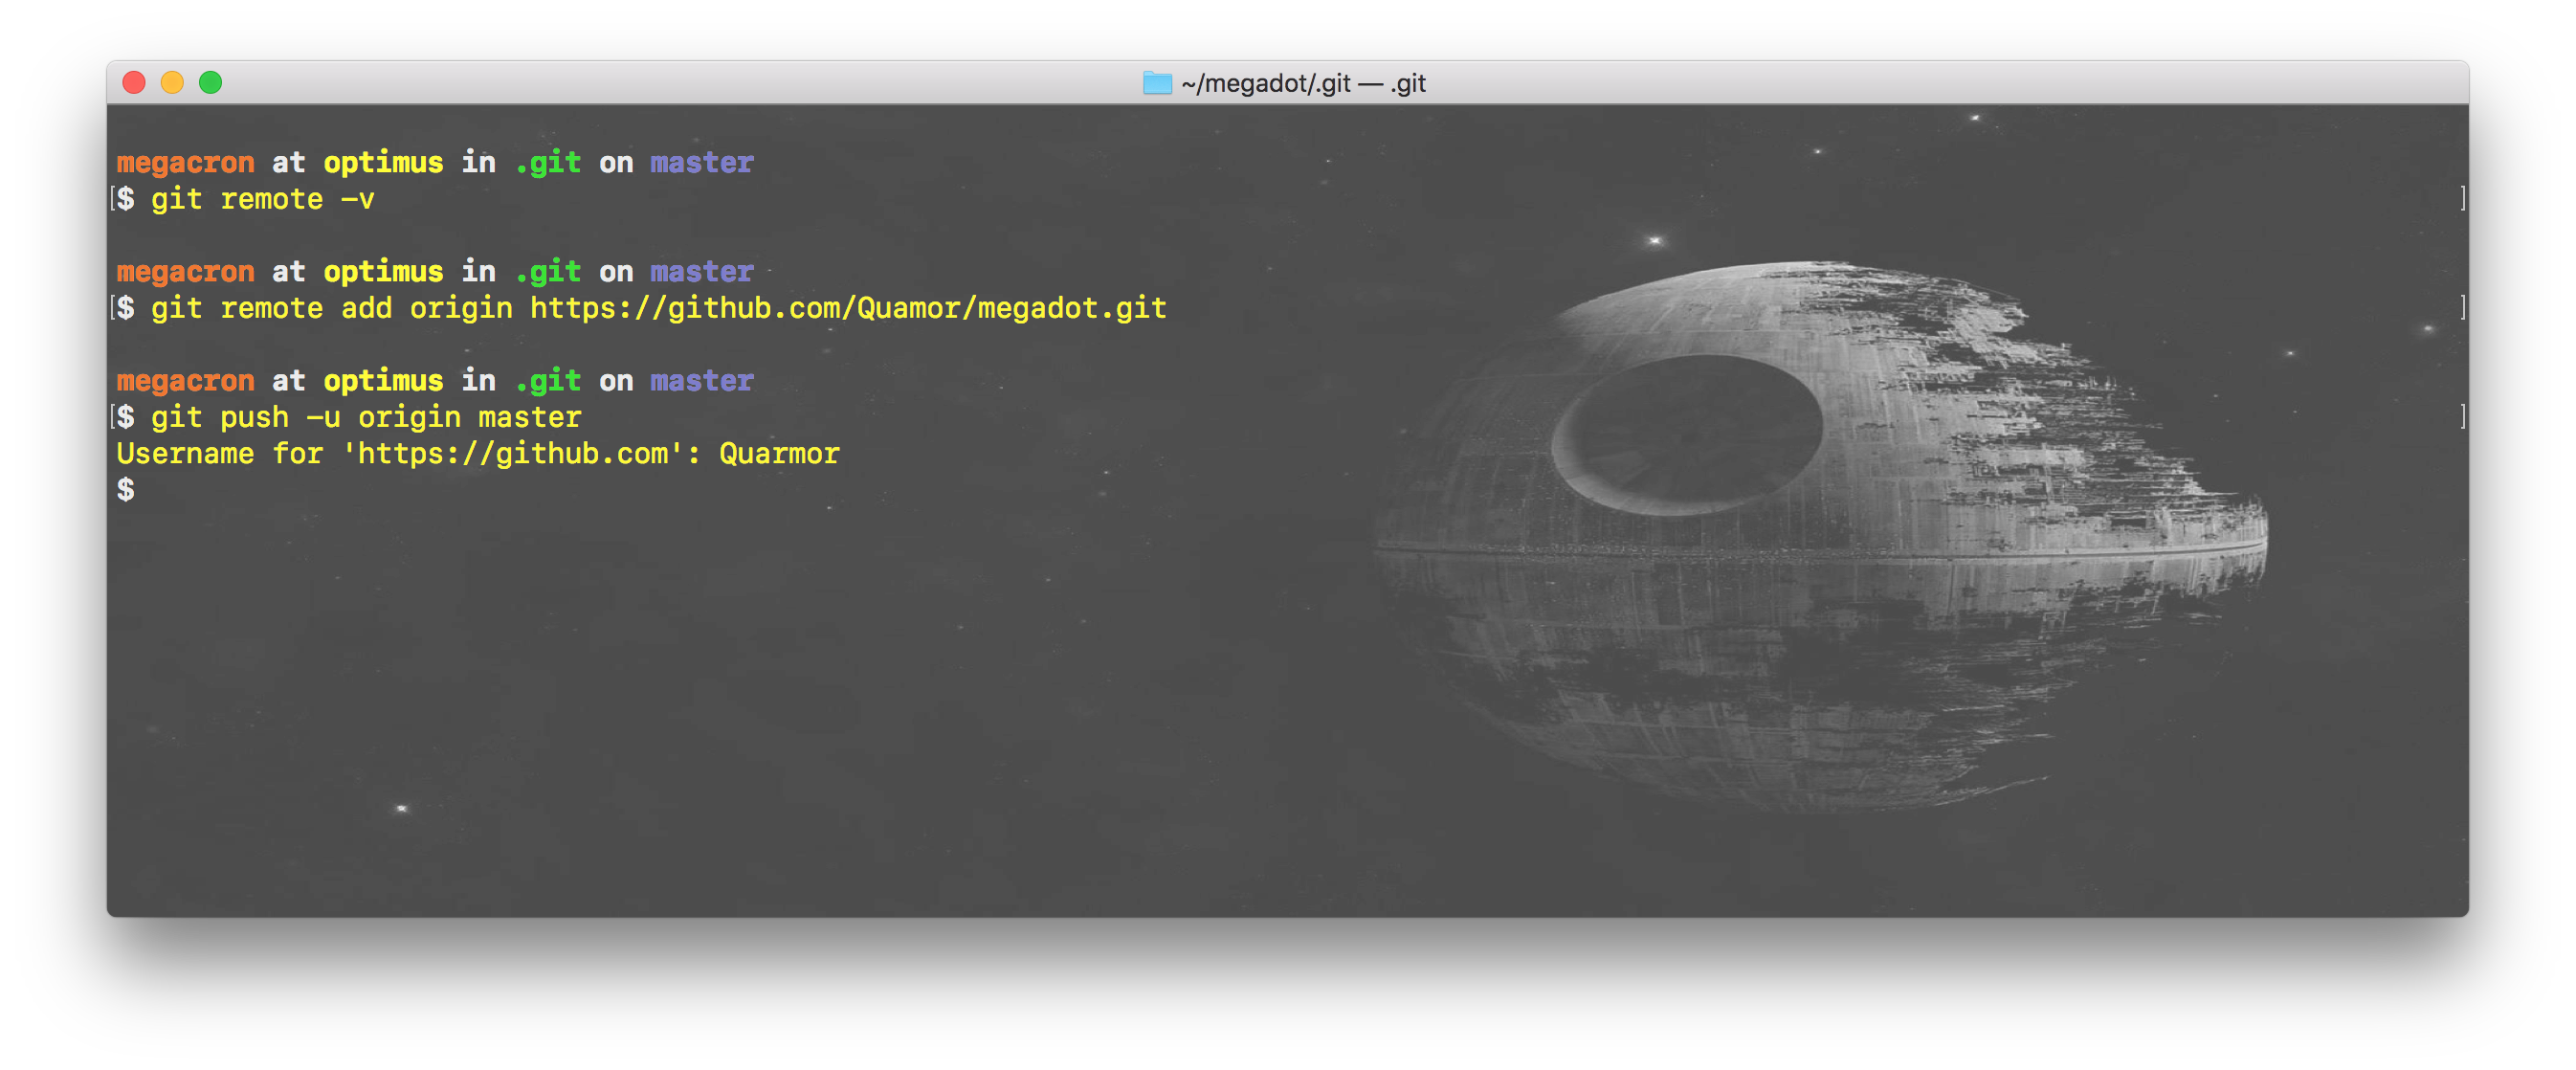 ~/megadot/.git — .git
megacron at optimus in .git on master
[$ git remote -v ]
megacron at optimus in .git on master
[$ git remote add origin https://github.com/Quamor/megadot.git ]
megacron at optimus in .git on master
[$ git push -u origin master ]
Username for 'https://github.com': Quarmor
$